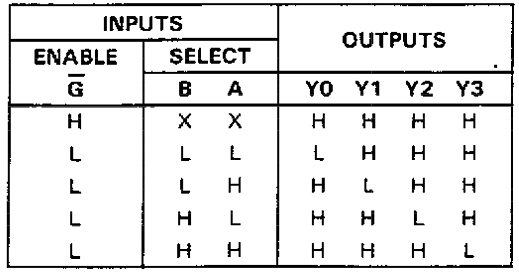 INPUTS OUTPUTS
ENABLE SELECT
G̅ B A Y0 Y1 Y2 Y3
H X X H H H H
L L L L H H H
L L H H L H H
L H L H H L H
L H H H H H L